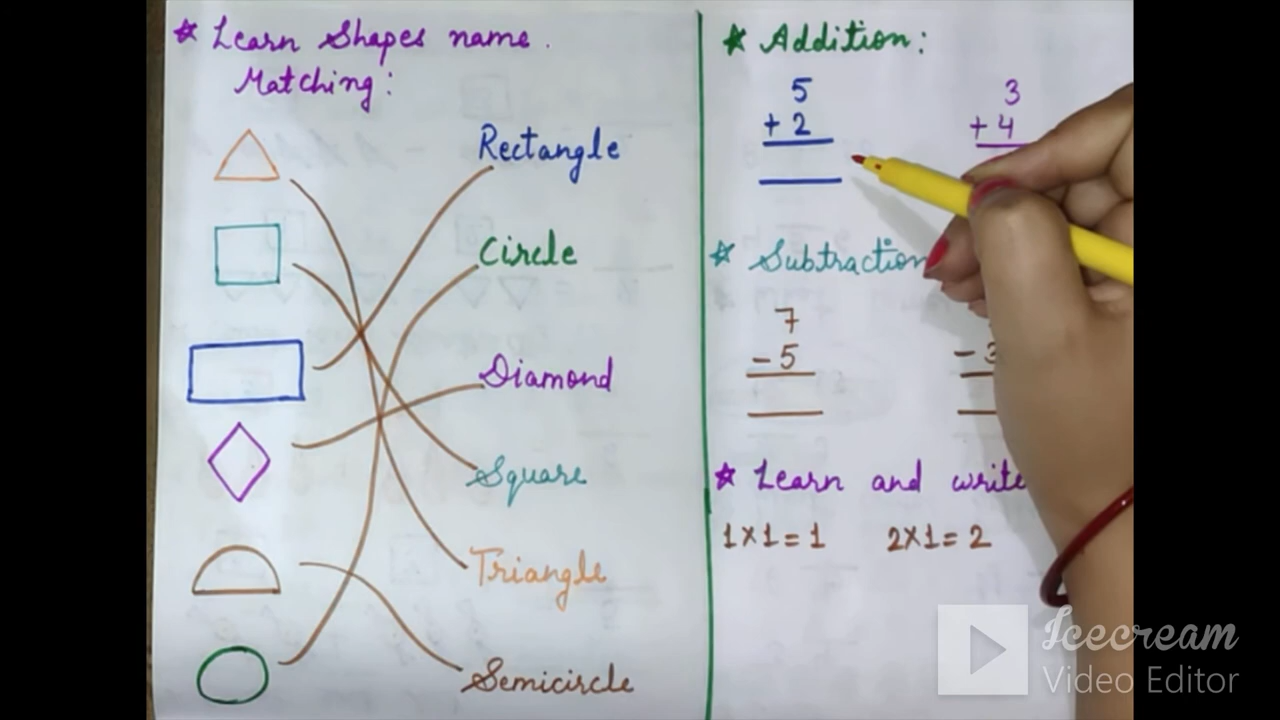 ★ Learn Shapes name.
Matching:
Rectangle
Circle
Diamond
Square
Triangle
Semicircle
★ Addition:
5
+ 2
3
+ 4
★ Subtraction
7
- 5
- 3
★ Learn and write
1×1=1
2×1=2
Icecream
Video Editor